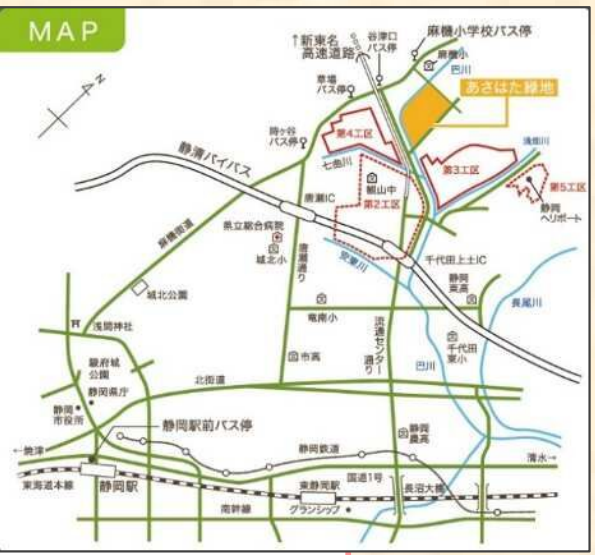 MAP
麻機小学校バス停
谷津口
バス停
↑新東名
高速道路
麻機小
巴川
あさはた緑地
草場
バス停
時ヶ谷
バス停
第4工区
浅畑川
七曲川
第3工区
静清バイパス
第5工区
観山中
唐瀬IC
第2工区
静岡
ヘリポート
麻機街道
県立総合病院
城北小
唐瀬通り
安東川
千代田上土IC
静岡
東高
長尾川
城北公園
竜南小
流通センター通り
千代田
東小
浅間神社
市高
巴川
駿府城
公園
北街道
静岡県庁
静岡
市役所
静岡駅前バス停
静岡
農高
←焼津
静岡鉄道
清水→
東海道本線
静岡駅
東静岡駅
国道1号
長沼大橋
南幹線
グランシップ